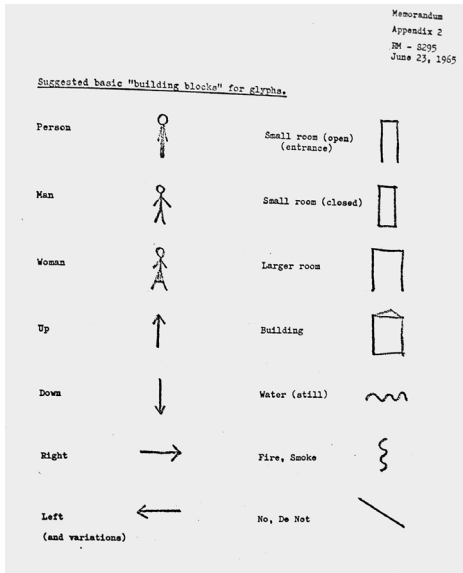 Memorandum
Appendix 2
RM - 8295
June 23, 1965
Suggested basic "building blocks" for glyphs.
Person
Man
Woman
Up
Down
Right
Left
(and variations)
Small room (open)
(entrance)
Small room (closed)
Larger room
Building
Water (still)
Fire, Smoke
No, Do Not